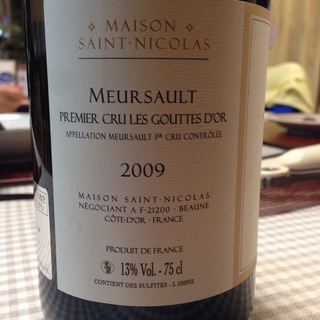 MAISON
SAINT-NICOLAS
MEURSAULT
PREMIER CRU LES GOUTTES D'OR
APPELLATION MEURSAULT 1ER CRU CONTRÔLÉE
2009
MAISON SAINT-NICOLAS
NÉGOCIANT A F-21200 - BEAUNE
CÔTE-D'OR - FRANCE
PRODUIT DE FRANCE
13% Vol. - 75 cl
CONTIENT DES SULFITES - L 150922